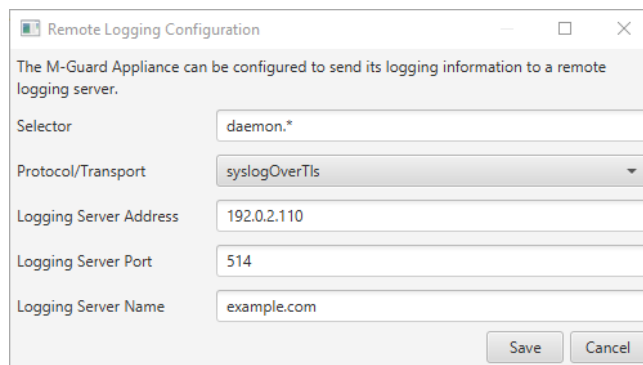 Remote Logging Configuration
The M-Guard Appliance can be configured to send its logging information to a remote
logging server.
Selector daemon.*
Protocol/Transport syslogOverTls
Logging Server Address 192.0.2.110
Logging Server Port 514
Logging Server Name example.com
Save Cancel